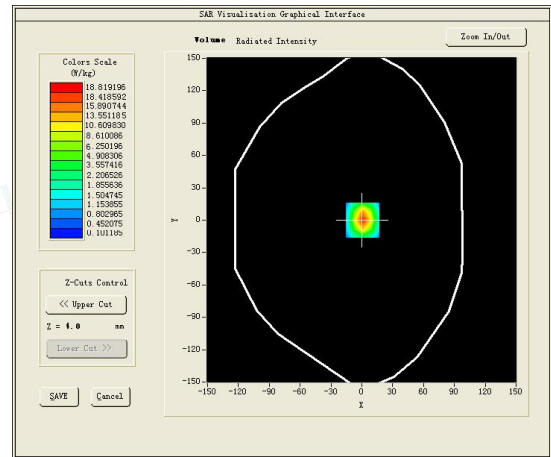 SAR Visualisation Graphical Interface
Volume Radiated Intensity
Zoom In/Out
Colors Scale
(W/kg)
18.819196
18.418592
15.890744
13.551185
10.609830
8.610086
6.250196
4.908306
3.557416
2.206526
1.855636
1.504745
1.153855
0.802965
0.452075
0.101185
Z-Cuts Control
<< Upper Cut
Z = 4.0 mm
Lower Cut >>
SAVE Cancel
150
120
90
60
30
0
-30
-60
-90
-120
-150
Y
-150 -120 -90 -60 -30 0 30 60 90 120 150
X